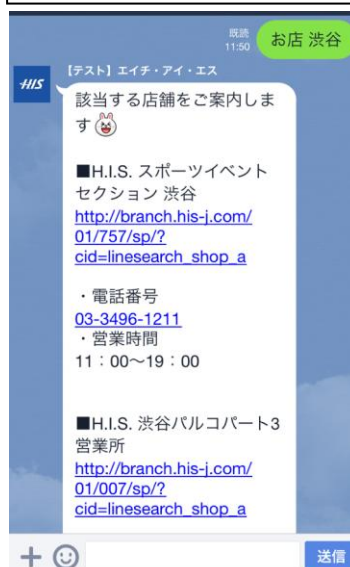 既読
11:50
お店 渋谷
HIS
【テスト】エイチ・アイ・エス
該当する店舗をご案内しま
す
■H.I.S. スポーツイベント
セクション 渋谷
http://branch.his-j.com/
01/757/sp/?
cid=linesearch_shop_a
・電話番号
03-3496-1211
・営業時間
11：00～19：00
■H.I.S. 渋谷パルコパート3
営業所
http://branch.his-j.com/
01/007/sp/?
cid=linesearch_shop_a
送信